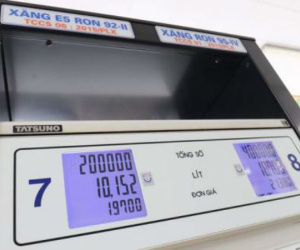 XĂNG E5 RON 92-II
TCCS 06 : 2015/PLX
XĂNG RON 95-IV
TATSUNO
200000
TỔNG SỐ
7
10.152
LÍT
8
19700
ĐƠN GIÁ